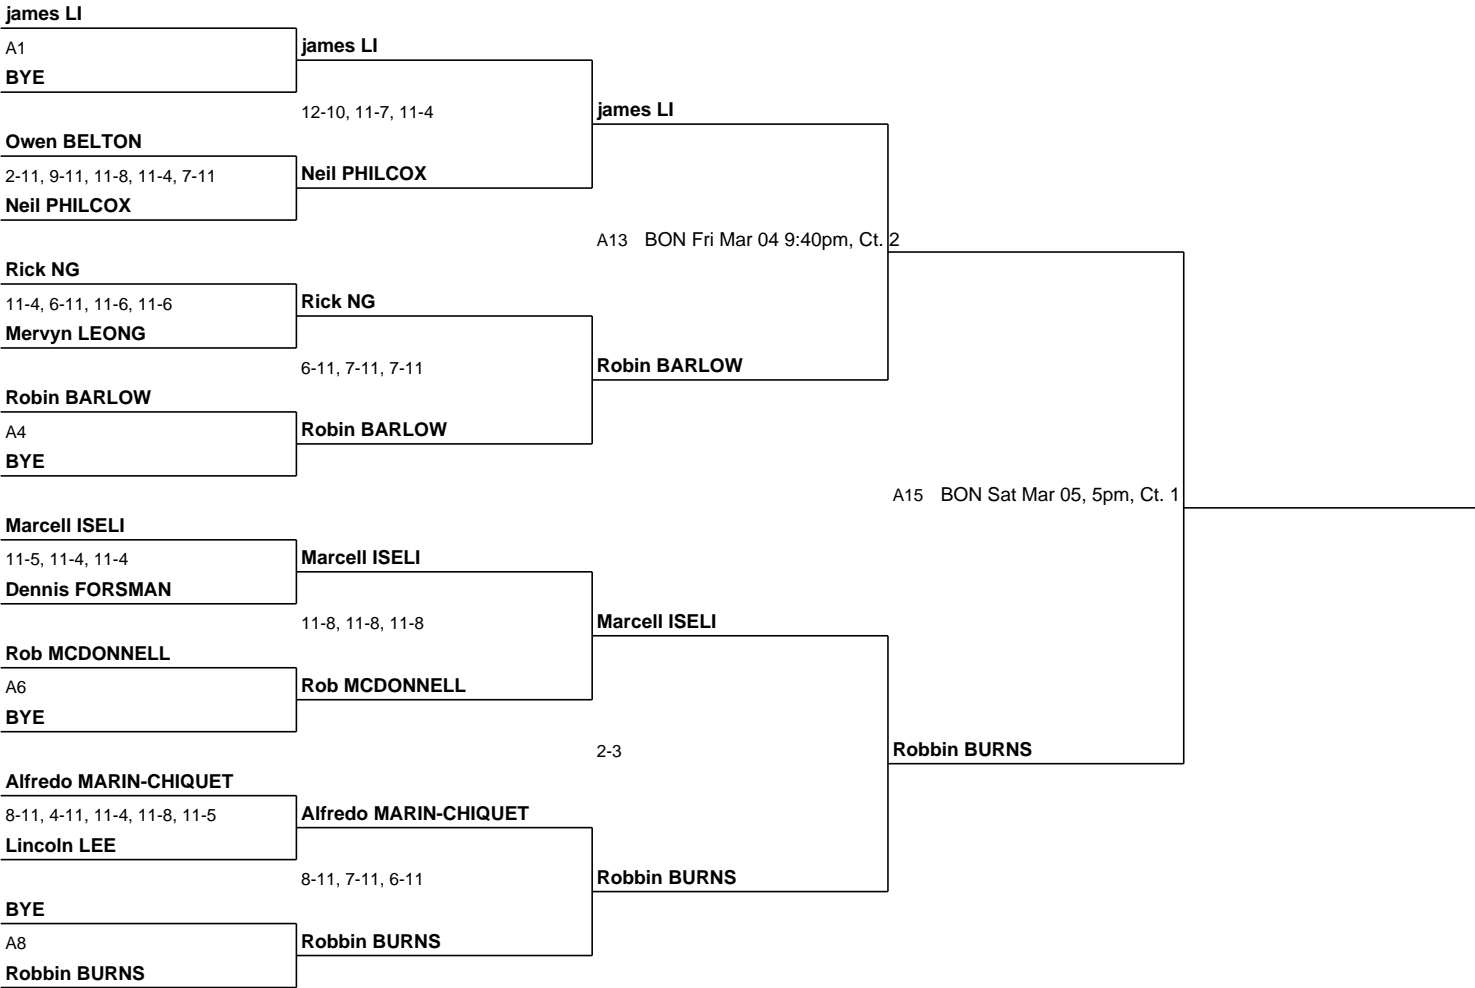 james LI
A1
BYE
james LI
12-10, 11-7, 11-4
james LI
Owen BELTON
2-11, 9-11, 11-8, 11-4, 7-11
Neil PHILCOX
Neil PHILCOX
A13 BON Fri Mar 04 9:40pm, Ct. 2
Rick NG
11-4, 6-11, 11-6, 11-6
Mervyn LEONG
Rick NG
6-11, 7-11, 7-11
Robin BARLOW
Robin BARLOW
A4
BYE
Robin BARLOW
A15 BON Sat Mar 05, 5pm, Ct. 1
Marcell ISELI
11-5, 11-4, 11-4
Dennis FORSMAN
Marcell ISELI
11-8, 11-8, 11-8
Marcell ISELI
Rob MCDONNELL
A6
BYE
Rob MCDONNELL
2-3
Robbin BURNS
Alfredo MARIN-CHIQUET
8-11, 4-11, 11-4, 11-8, 11-5
Lincoln LEE
Alfredo MARIN-CHIQUET
8-11, 7-11, 6-11
Robbin BURNS
BYE
A8
Robbin BURNS
Robbin BURNS